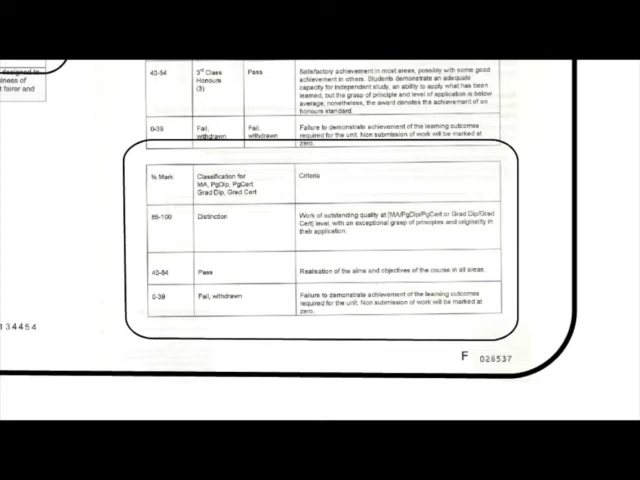 designed to
ulness of
t fairer and
40-54
3rd Class
Honours
(3)
Pass
Satisfactory achievement in most areas, possibly with some good
achievement in others. Students demonstrate an adequate
capacity for independent study, an ability to apply what has been
learned, but the grasp of principle and level of application is below
average; nonetheless, the award denotes the achievement of an
honours standard.
0-39
Fail,
withdrawn
Fail,
withdrawn
Failure to demonstrate achievement of the learning outcomes
required for the unit. Non submission of work will be marked at
zero.
% Mark
Classification for
MA, PgDip, PgCert
Grad Dip, Grad Cert
Criteria
85-100
Distinction
Work of outstanding quality at [MA/PgDip/PgCert or Grad Dip/Grad
Cert] level, with an exceptional grasp of principles and originality in
their application.
40-84
Pass
Realisation of the aims and objectives of the course in all areas.
0-39
Fail, withdrawn
Failure to demonstrate achievement of the learning outcomes
required for the unit. Non submission of work will be marked at
zero.
134454
F 028537